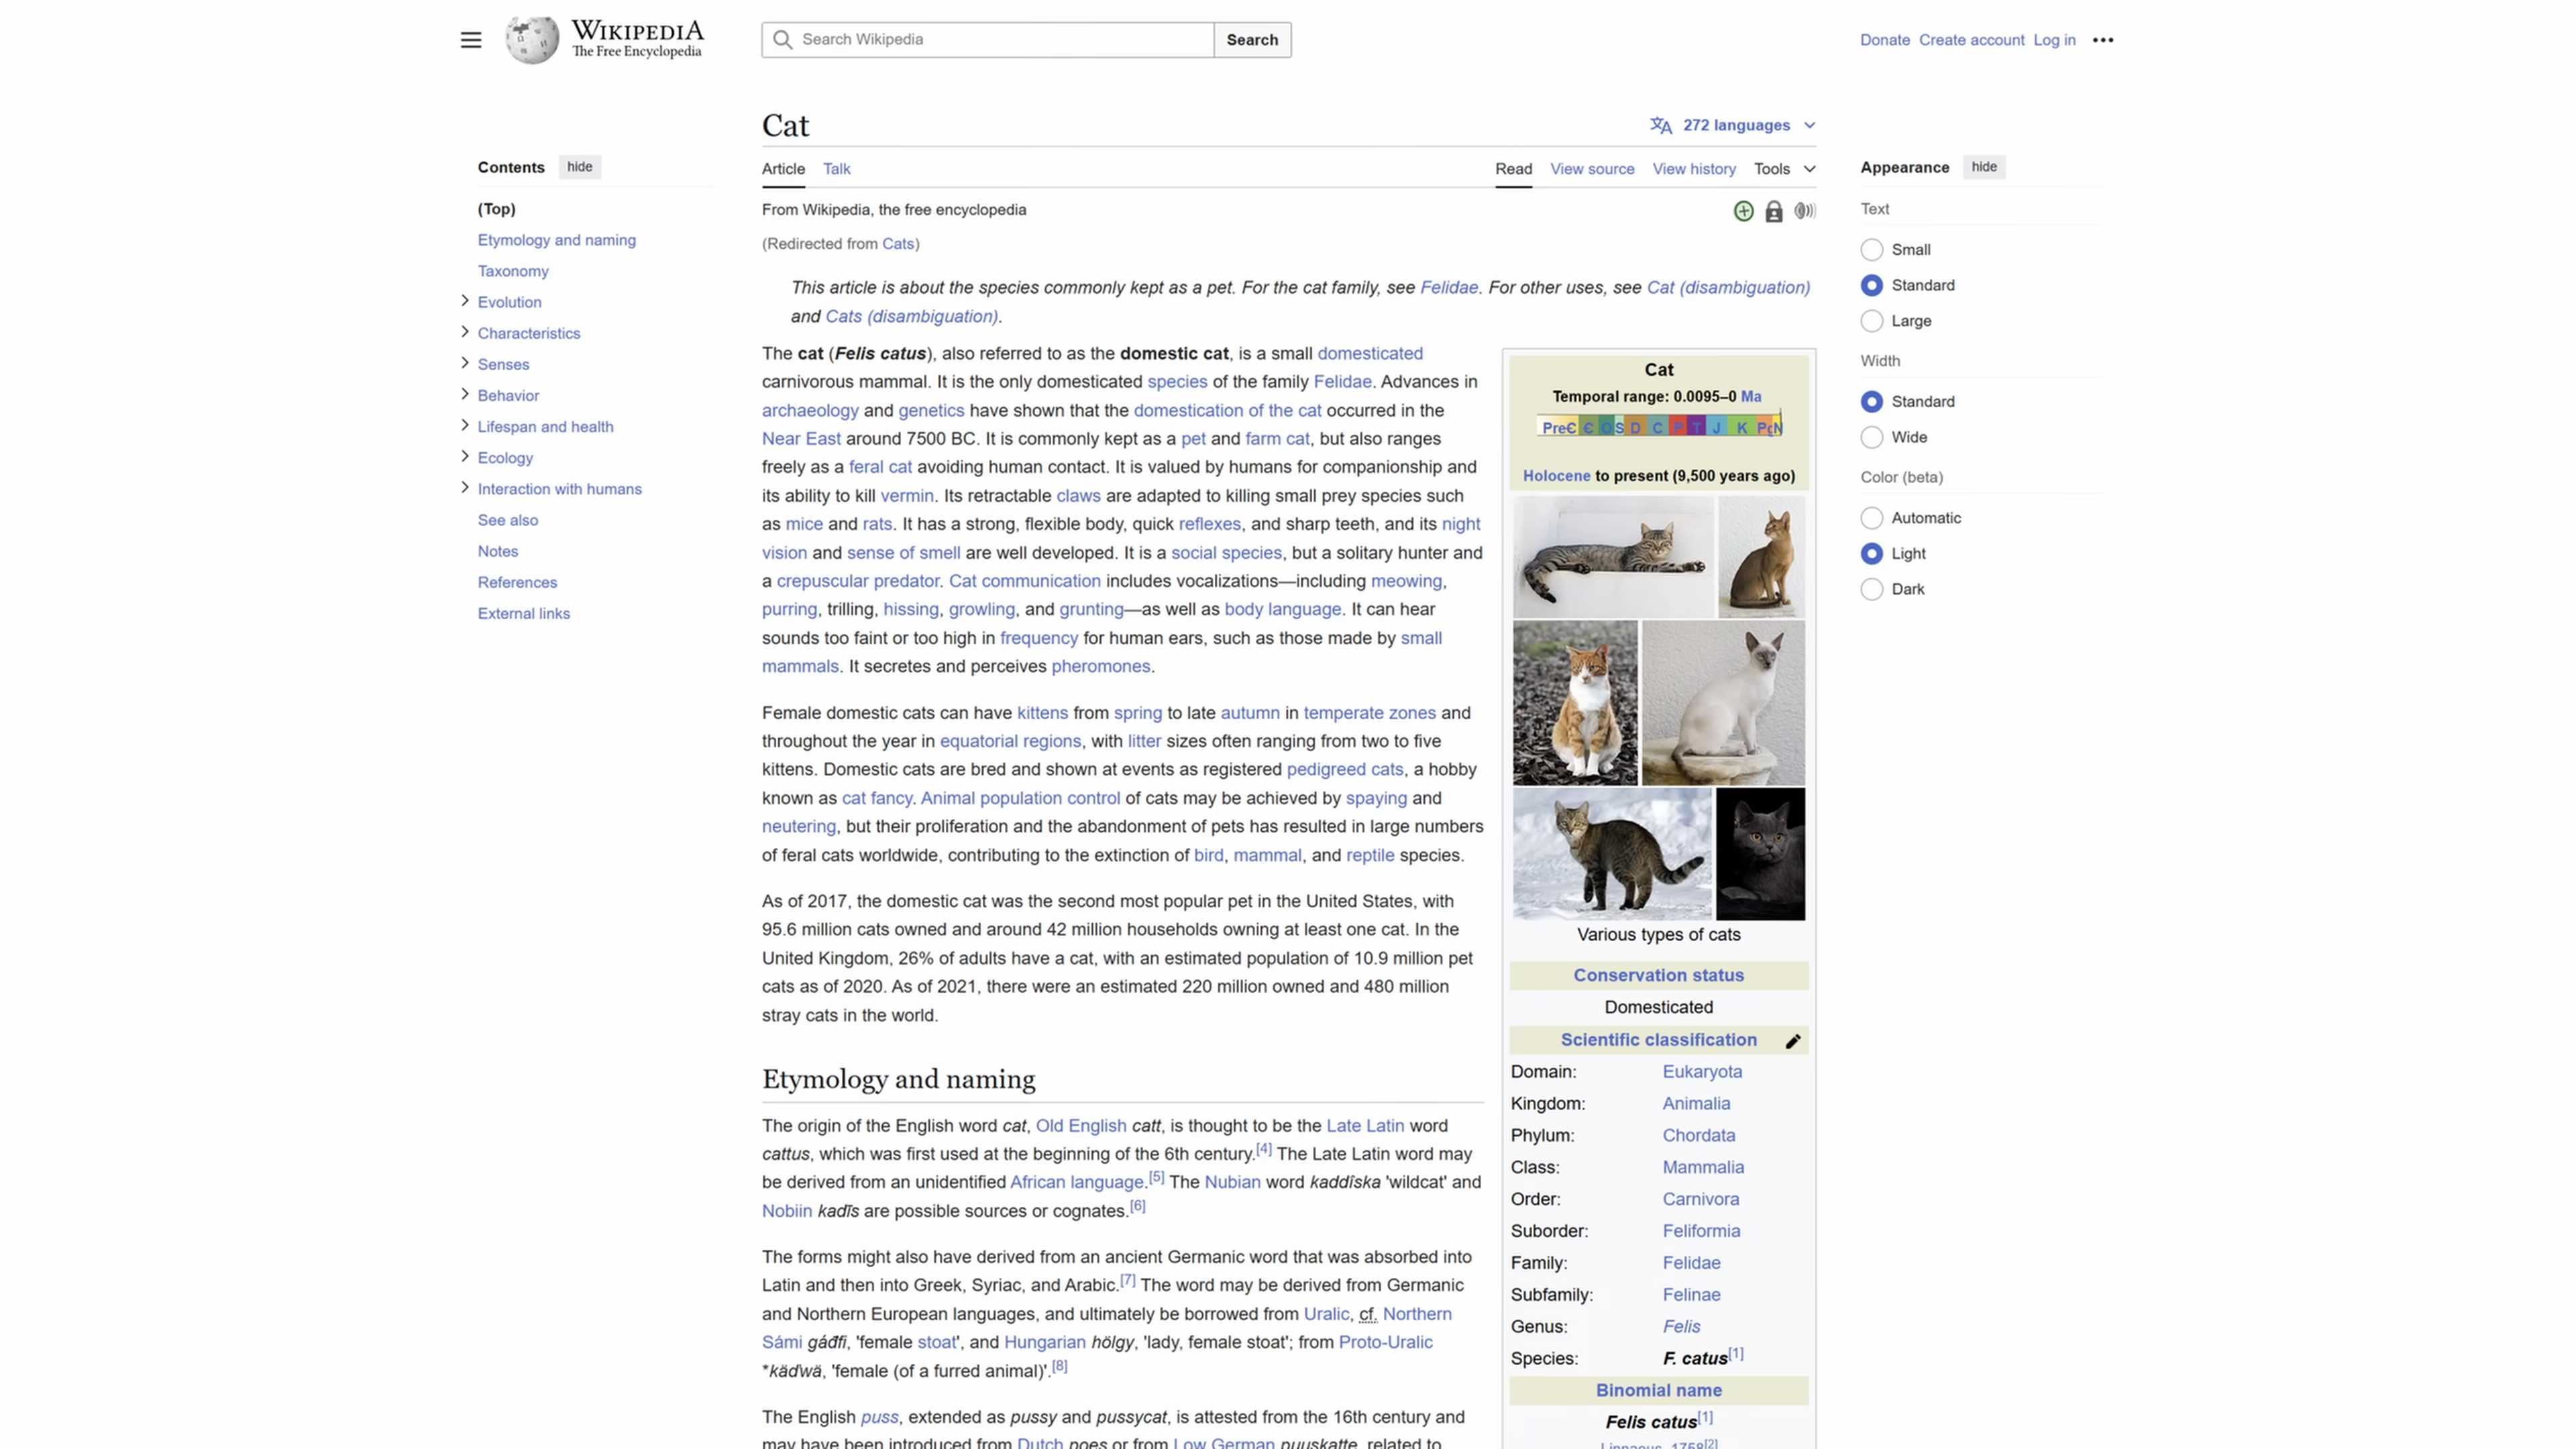 WIKIPEDIA
The Free Encyclopedia
Search Wikipedia
Search
Donate Create account Log in
Contents hide
(Top)
Etymology and naming
Taxonomy
Evolution
Characteristics
Senses
Behavior
Lifespan and health
Ecology
Interaction with humans
See also
Notes
References
External links
Cat
272 languages
Article Talk
Read View source View history Tools
From Wikipedia, the free encyclopedia
(Redirected from Cats)
This article is about the species commonly kept as a pet. For the cat family, see Felidae. For other uses, see Cat (disambiguation)
and Cats (disambiguation).
The cat (Felis catus), also referred to as the domestic cat, is a small domesticated
carnivorous mammal. It is the only domesticated species of the family Felidae. Advances in
archaeology and genetics have shown that the domestication of the cat occurred in the
Near East around 7500 BC. It is commonly kept as a pet and farm cat, but also ranges
freely as a feral cat avoiding human contact. It is valued by humans for companionship and
its ability to kill vermin. Its retractable claws are adapted to killing small prey species such
as mice and rats. It has a strong, flexible body, quick reflexes, and sharp teeth, and its night
vision and sense of smell are well developed. It is a social species, but a solitary hunter and
a crepuscular predator. Cat communication includes vocalizations—including meowing,
purring, trilling, hissing, growling, and grunting—as well as body language. It can hear
sounds too faint or too high in frequency for human ears, such as those made by small
mammals. It secretes and perceives pheromones.
Female domestic cats can have kittens from spring to late autumn in temperate zones and
throughout the year in equatorial regions, with litter sizes often ranging from two to five
kittens. Domestic cats are bred and shown at events as registered pedigreed cats, a hobby
known as cat fancy. Animal population control of cats may be achieved by spaying and
neutering, but their proliferation and the abandonment of pets has resulted in large numbers
of feral cats worldwide, contributing to the extinction of bird, mammal, and reptile species.
As of 2017, the domestic cat was the second most popular pet in the United States, with
95.6 million cats owned and around 42 million households owning at least one cat. In the
United Kingdom, 26% of adults have a cat, with an estimated population of 10.9 million pet
cats as of 2020. As of 2021, there were an estimated 220 million owned and 480 million
stray cats in the world.
Etymology and naming
The origin of the English word cat, Old English catt, is thought to be the Late Latin word
cattus, which was first used at the beginning of the 6th century.[4] The Late Latin word may
be derived from an unidentified African language.[5] The Nubian word kaddîska 'wildcat' and
Nobiin kadīs are possible sources or cognates.[6]
The forms might also have derived from an ancient Germanic word that was absorbed into
Latin and then into Greek, Syriac, and Arabic.[7] The word may be derived from Germanic
and Northern European languages, and ultimately be borrowed from Uralic, cf. Northern
Sámi gáđfi, 'female stoat', and Hungarian hölgy, 'lady, female stoat'; from Proto-Uralic
*käďwä, 'female (of a furred animal)'.[8]
The English puss, extended as pussy and pussycat, is attested from the 16th century and
may have been introduced from Dutch poes or from Low German puuskatte, related to
Cat
Temporal range: 0.0095–0 Ma
PreꞒ Ꞓ O S D C P T J K Pg N
Holocene to present (9,500 years ago)
Various types of cats
Conservation status
Domesticated
Scientific classification
Domain: Eukaryota
Kingdom: Animalia
Phylum: Chordata
Class: Mammalia
Order: Carnivora
Suborder: Feliformia
Family: Felidae
Subfamily: Felinae
Genus: Felis
Species: F. catus[1]
Binomial name
Felis catus[1]
Linnaeus, 1758[2]
Appearance hide
Text
Small
Standard
Large
Width
Standard
Wide
Color (beta)
Automatic
Light
Dark